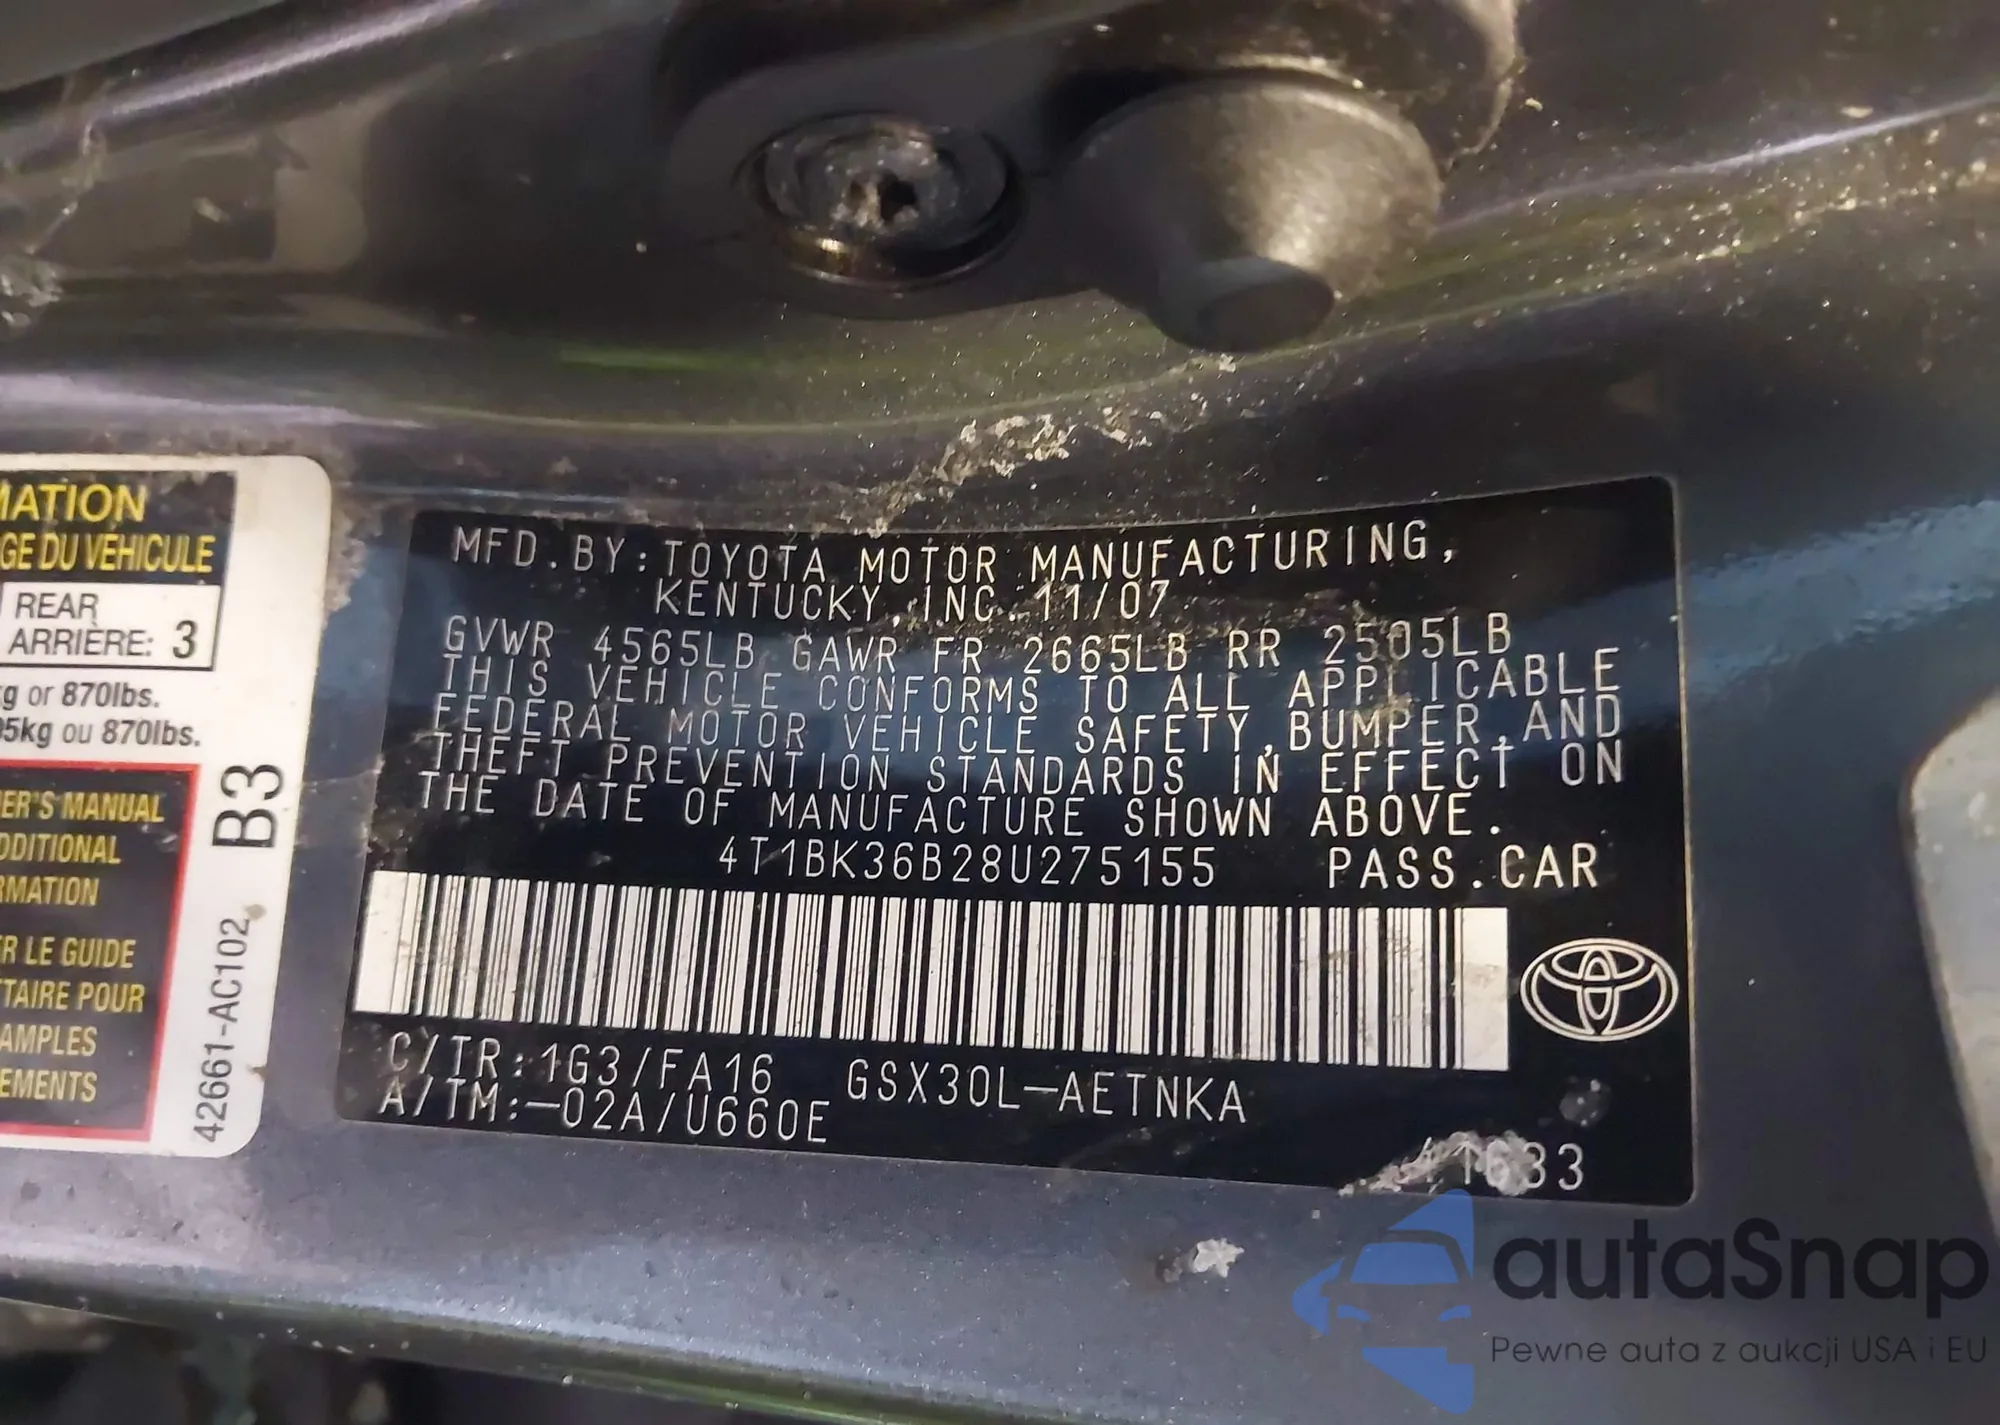 MATION
GE DU VÉHICULE
REAR
ARRIÈRE: 3
kg or 870lbs.
95kg ou 870lbs.
ER'S MANUAL
DDITIONAL
RMATION
R LE GUIDE
TAIRE POUR
AMPLES
EMENTS
B3
42661-AC102
MFD.BY:TOYOTA MOTOR MANUFACTURING,
KENTUCKY,INC. 11/07
GVWR 4565LB GAWR FR 2665LB RR 2505LB
THIS VEHICLE CONFORMS TO ALL APPLICABLE
FEDERAL MOTOR VEHICLE SAFETY,BUMPER,AND
THEFT PREVENTION STANDARDS IN EFFECT ON
THE DATE OF MANUFACTURE SHOWN ABOVE.
4T1BK36B28U275155 PASS.CAR
C/TR:1G3/FA16 GSX30L-AETNKA
A/TM:-02A/U660E
autaSnap
Pewne auta z aukcji USA i EU